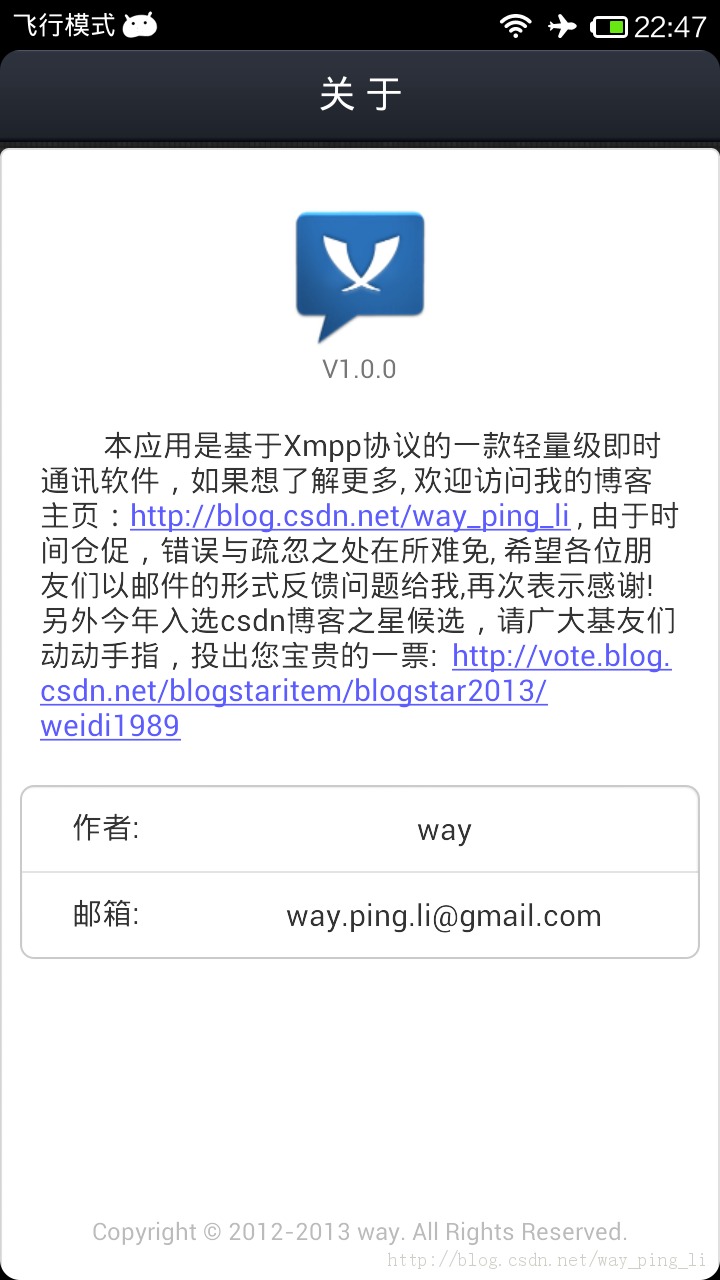 飞行模式
22:47
关于
V1.0.0
本应用是基于Xmpp协议的一款轻量级即时
通讯软件，如果想了解更多, 欢迎访问我的博客
主页：http://blog.csdn.net/way_ping_li , 由于时
间仓促，错误与疏忽之处在所难免, 希望各位朋
友们以邮件的形式反馈问题给我,再次表示感谢!
另外今年入选csdn博客之星候选，请广大基友们
动动手指，投出您宝贵的一票: http://vote.blog.
csdn.net/blogstaritem/blogstar2013/
weidi1989
作者: way
邮箱: way.ping.li@gmail.com
Copyright © 2012-2013 way. All Rights Reserved.
http://blog.csdn.net/way_ping_li